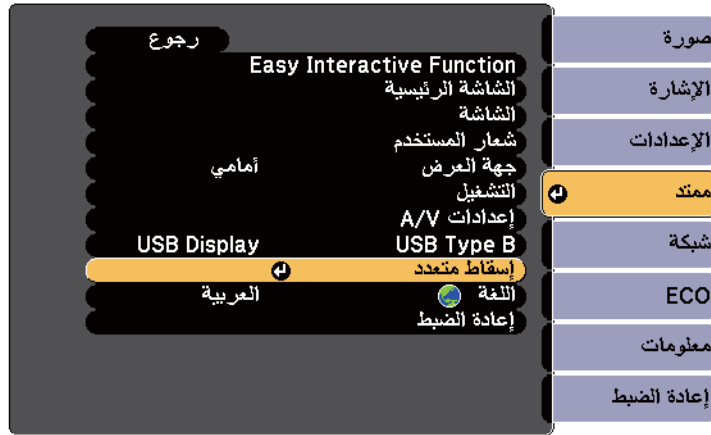 صورة
الإشارة
الإعدادات
ممتد
شبكة
ECO
معلومات
إعادة الضبط
رجوع
Easy Interactive Function
الشاشة الرئيسية
الشاشة
شعار المستخدم
جهة العرض أمامي
التشغيل
إعدادات A/V
USB Type B USB Display
إسقاط متعدد
اللغة العربية
إعادة الضبط